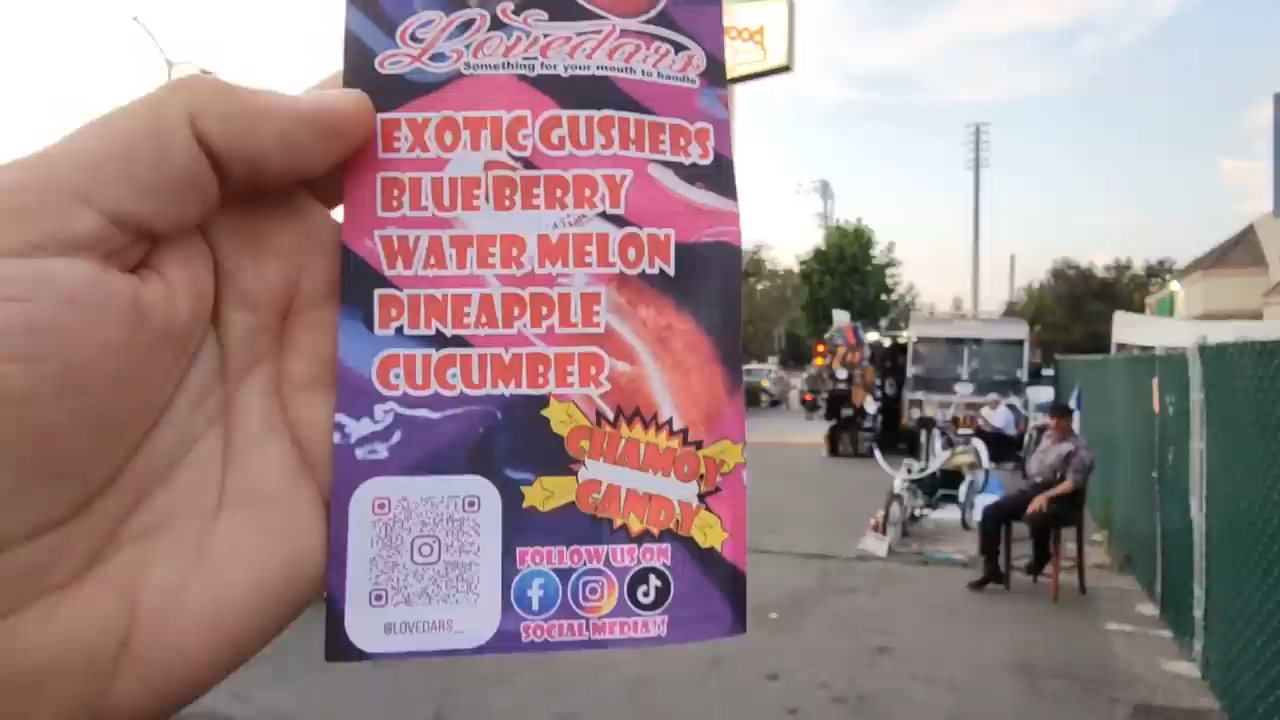 Lovedars
Something for your mouth to handle
EXOTIC GUSHERS
BLUE BERRY
WATER MELON
PINEAPPLE
CUCUMBER
CHAMOY
CANDY
@LOVEDARS__
FOLLOW US ON
SOCIAL MEDIA!!